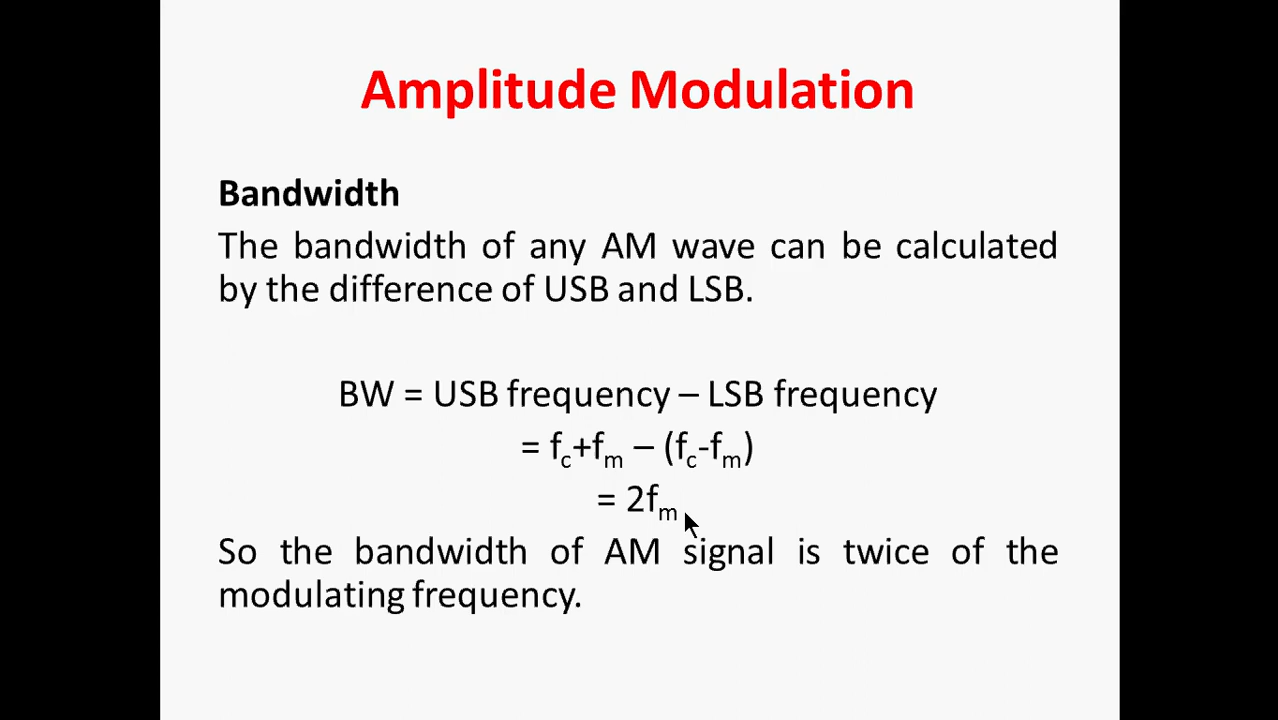 Amplitude Modulation
Bandwidth
The bandwidth of any AM wave can be calculated
by the difference of USB and LSB.
BW = USB frequency – LSB frequency
= fc+fm – (fc-fm)
= 2fm
So the bandwidth of AM signal is twice of the
modulating frequency.